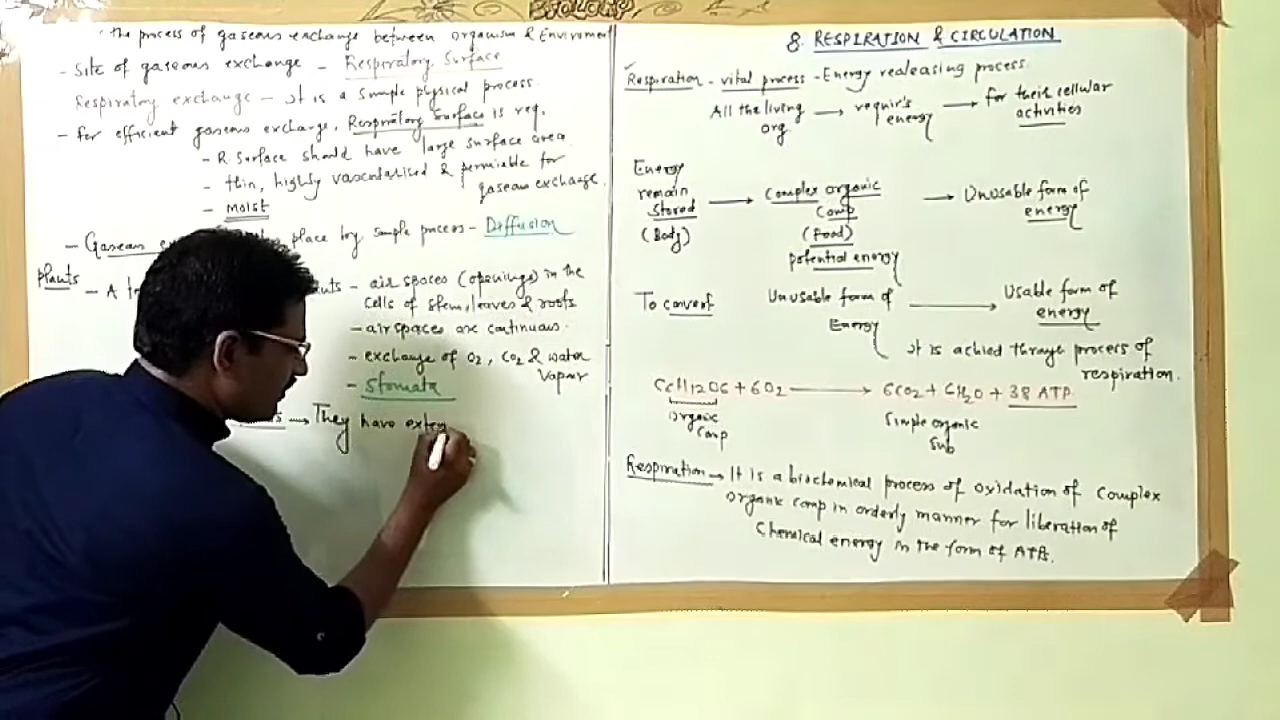 BIOLOGY
the process of gaseous exchange between organism & Enviroment
- Site of gaseous exchange - Respiratory Surface
Respiratory exchange - it is a simple physical process.
- for efficient gaseous exchange, Respiratory surface is req.
- R. Surface should have large surface area
- thin, highly vascularised & permiable for
gaseous exchange.
- moist
- Gaseous place by simple process - Diffusion
Plants - A
- air spaces (openings) in the
cells of stem, leaves & roots
- air spaces are continuous.
- exchange of O2, CO2 & water
Vapour
- Stomata
They have exten
8. RESPIRATION & CIRCULATION
Respiration - vital process - Energy realeasing process.
All the living org → requir's energy → for their cellular activities
Energy remain stored (Body) → Complex organic Comp (Food) potential energy → Unusable form of energy
To convert Unusable form of Energy → Usable form of energy
it is achied through process of
respiration.
C6H12O6 + 6O2 → 6CO2 + 6H2O + 38 ATP
Organic Comp Simple organic Sub
Respiration → It is a biochemical process of oxidation of complex
organic comp in orderly manner for liberation of
Chemical energy in the form of ATP.